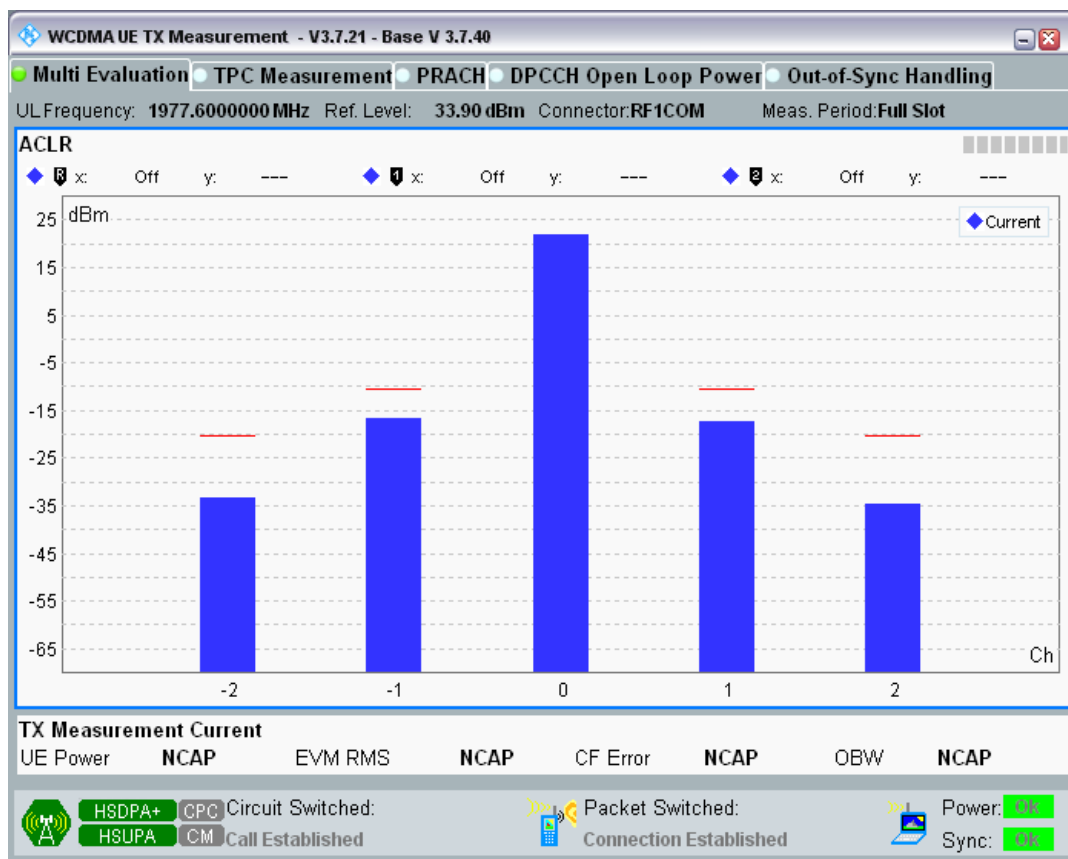 WCDMA UE TX Measurement - V3.7.21 - Base V 3.7.40
Multi Evaluation TPC Measurement PRACH DPCCH Open Loop Power Out-of-Sync Handling
UL Frequency: 1977.6000000 MHz Ref. Level: 33.90 dBm Connector:RF1COM Meas. Period:Full Slot
ACLR
R x: Off y: --- 1 x: Off y: --- 2 x: Off y: ---
25 dBm Current
15
5
-5
-15
-25
-35
-45
-55
-65 Ch
-2 -1 0 1 2
TX Measurement Current
UE Power NCAP EVM RMS NCAP CF Error NCAP OBW NCAP
HSDPA+ CPC Circuit Switched: Packet Switched: Power: Ok
HSUPA CM Call Established Connection Established Sync: Ok